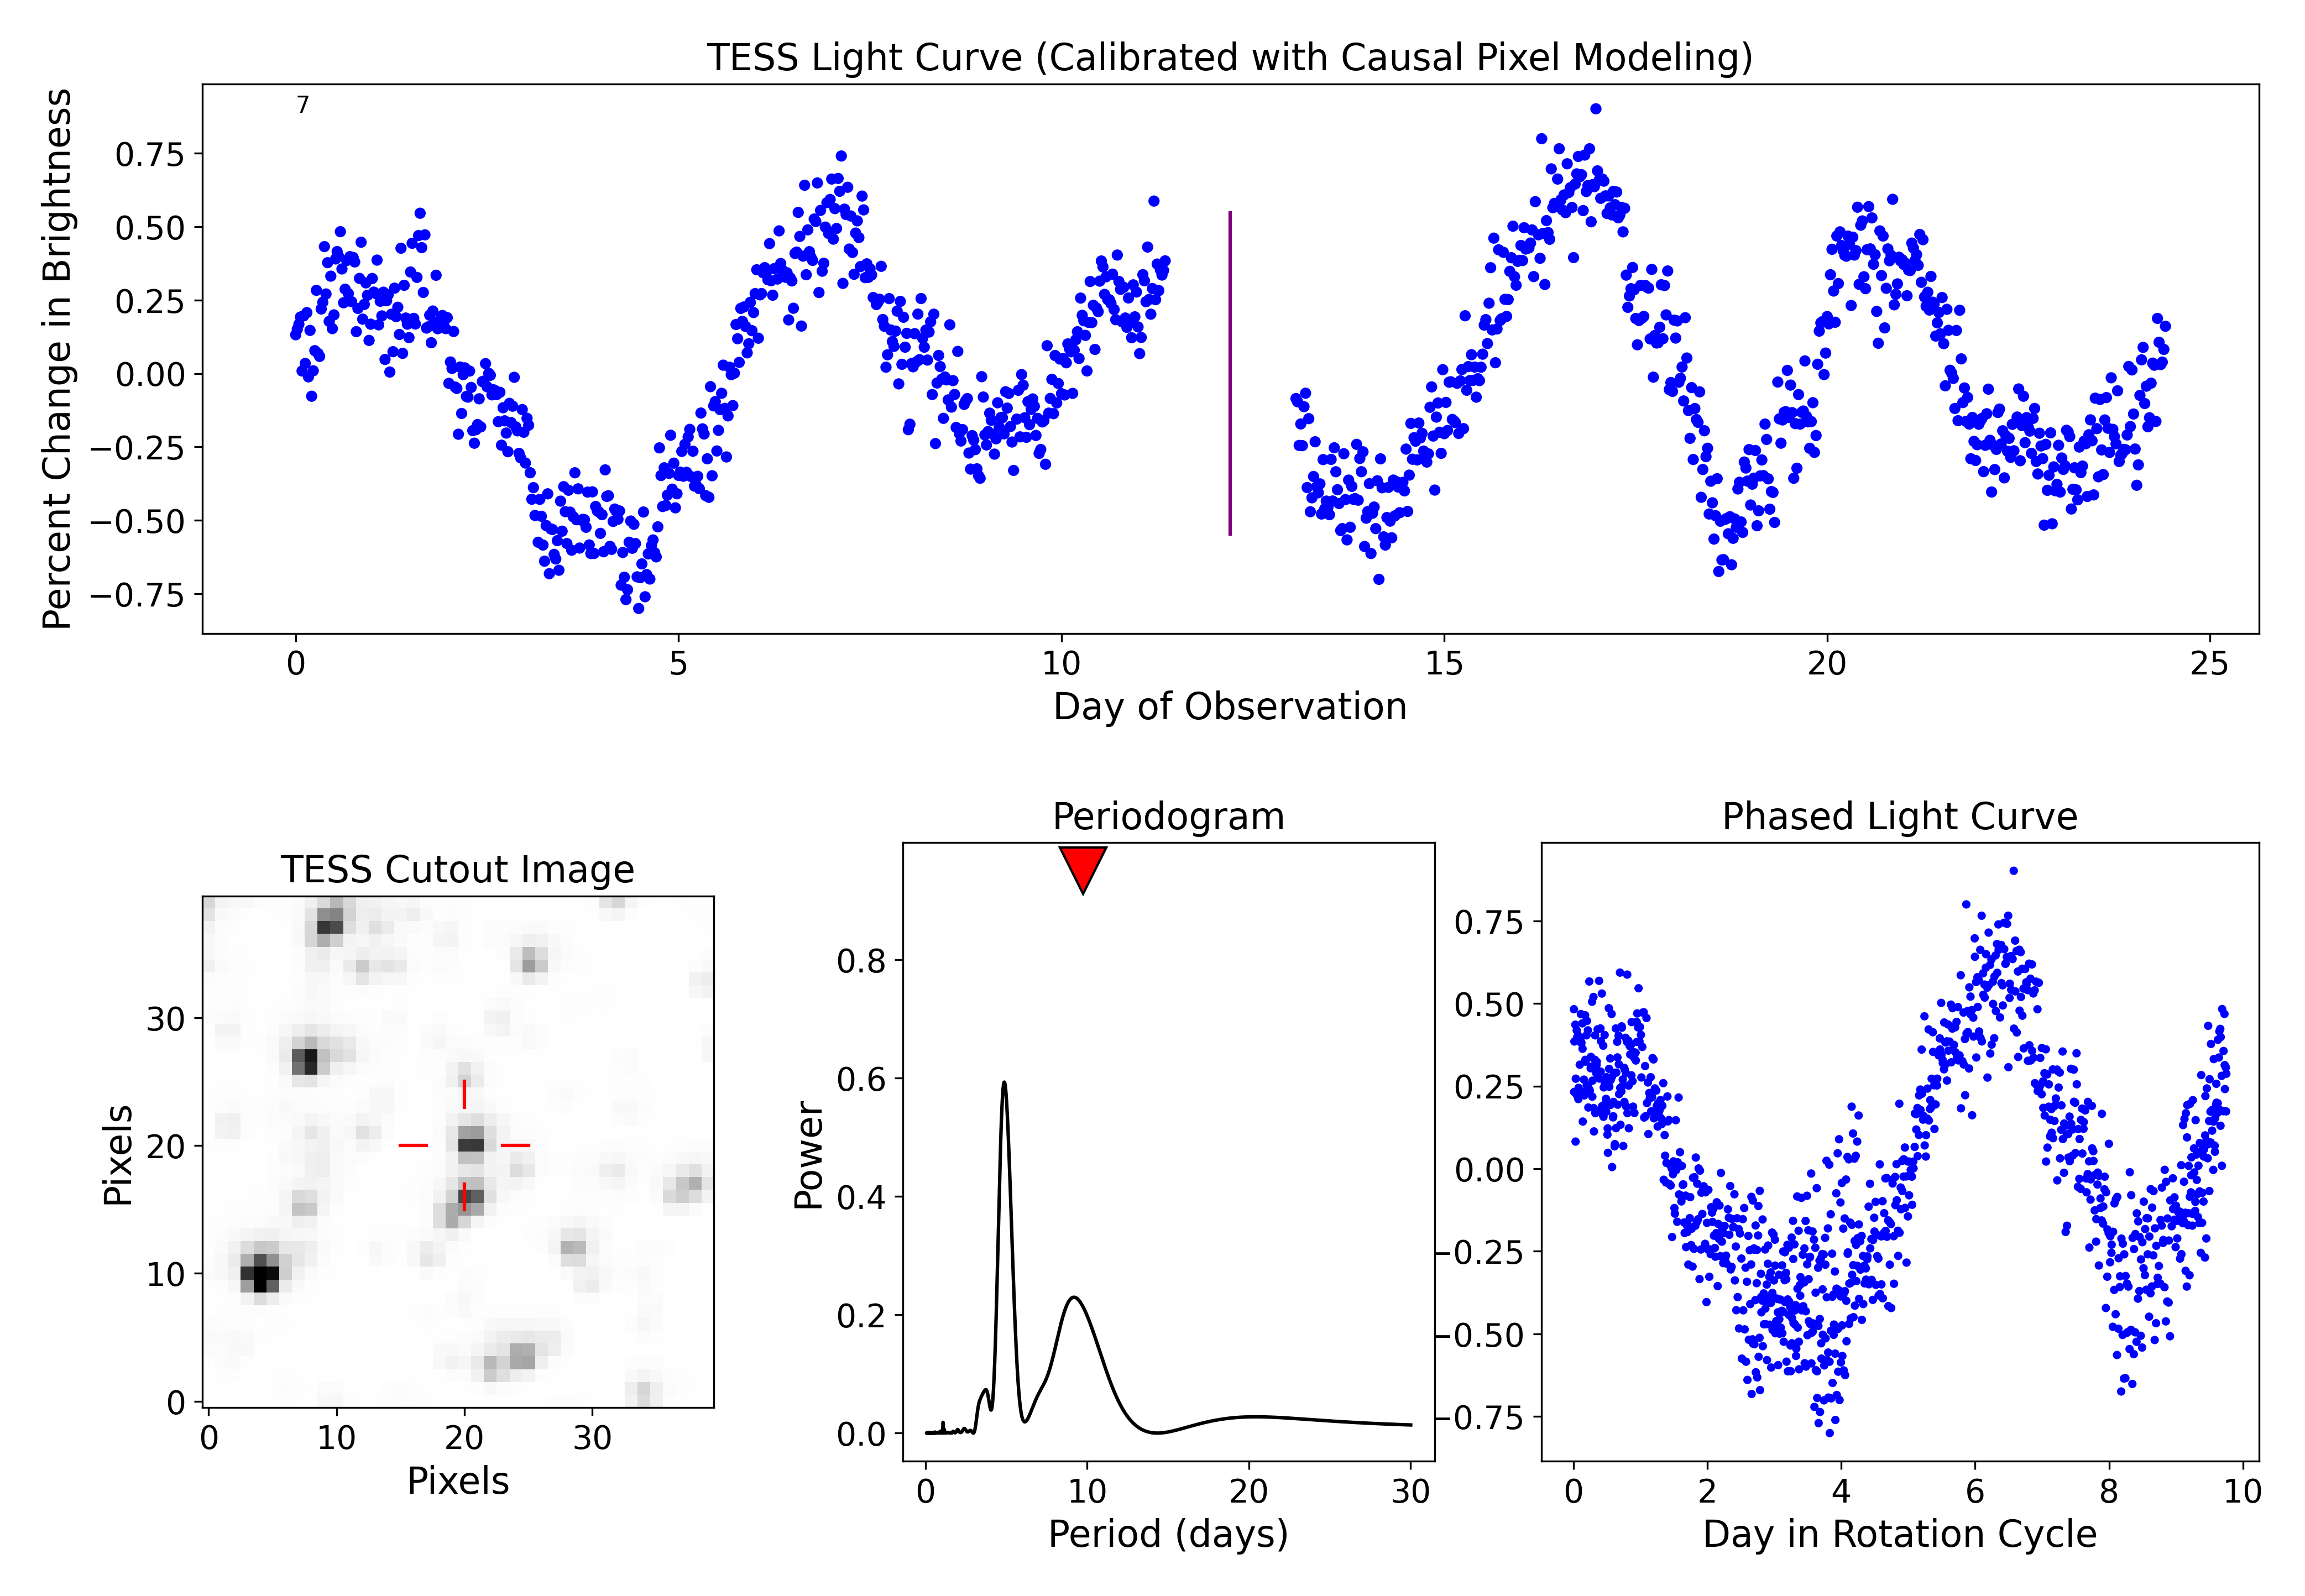 TESS Light Curve (Calibrated with Causal Pixel Modeling)
7
Percent Change in Brightness
0.75
0.50
0.25
0.00
−0.25
−0.50
−0.75
0 5 10 15 20 25
Day of Observation
TESS Cutout Image
Pixels
30
20
10
0
0 10 20 30
Pixels
Periodogram
Power
0.8
0.6
0.4
0.2
0.0
0 10 20 30
Period (days)
Phased Light Curve
0.75
0.50
0.25
0.00
−0.25
−0.50
−0.75
0 2 4 6 8 10
Day in Rotation Cycle